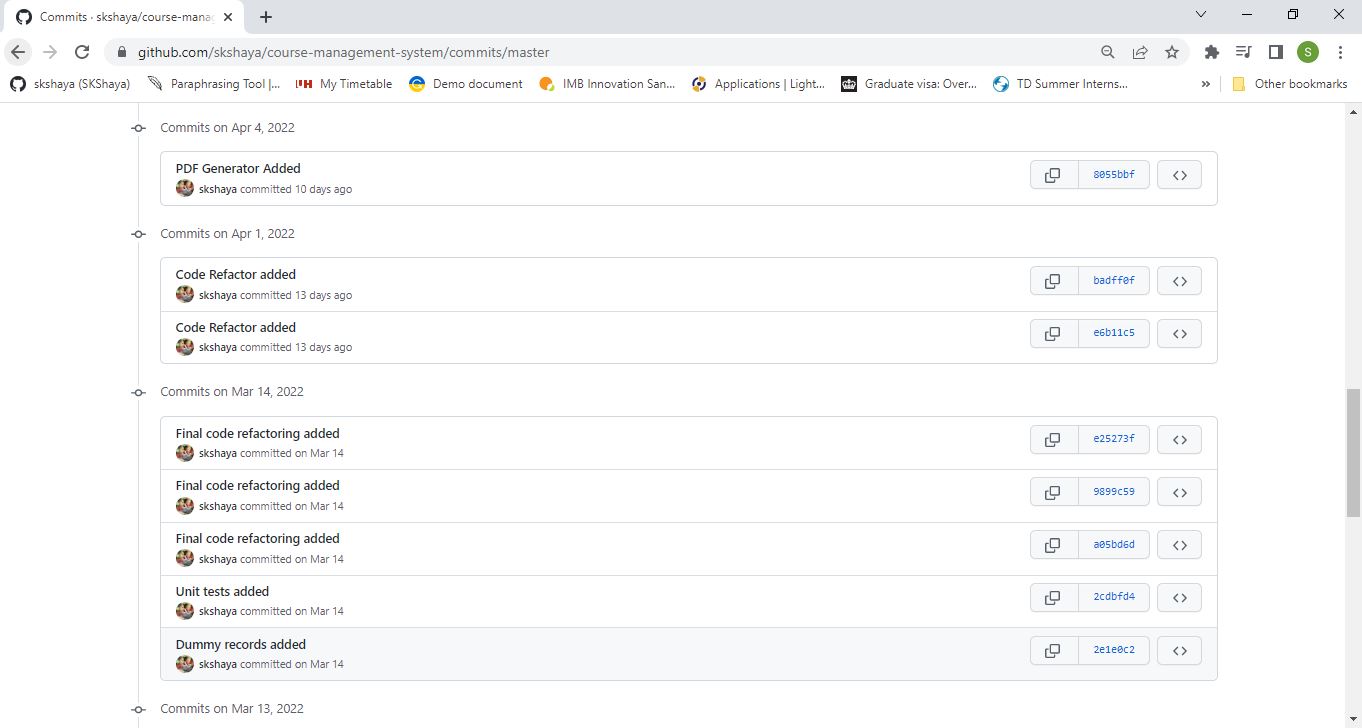 Commits · skshaya/course-mana
github.com/skshaya/course-management-system/commits/master
S
skshaya (SKShaya)
Paraphrasing Tool |...
My Timetable
Demo document
IMB Innovation San...
Applications | Light...
Graduate visa: Over...
TD Summer Interns...
»
Other bookmarks
Commits on Apr 4, 2022
PDF Generator Added
8055bbf
skshaya committed 10 days ago
Commits on Apr 1, 2022
Code Refactor added
badff0f
skshaya committed 13 days ago
Code Refactor added
e6b11c5
skshaya committed 13 days ago
Commits on Mar 14, 2022
Final code refactoring added
e25273f
skshaya committed on Mar 14
Final code refactoring added
9899c59
skshaya committed on Mar 14
Final code refactoring added
a05bd6d
skshaya committed on Mar 14
Unit tests added
2cdbfd4
skshaya committed on Mar 14
Dummy records added
2e1e0c2
skshaya committed on Mar 14
Commits on Mar 13, 2022